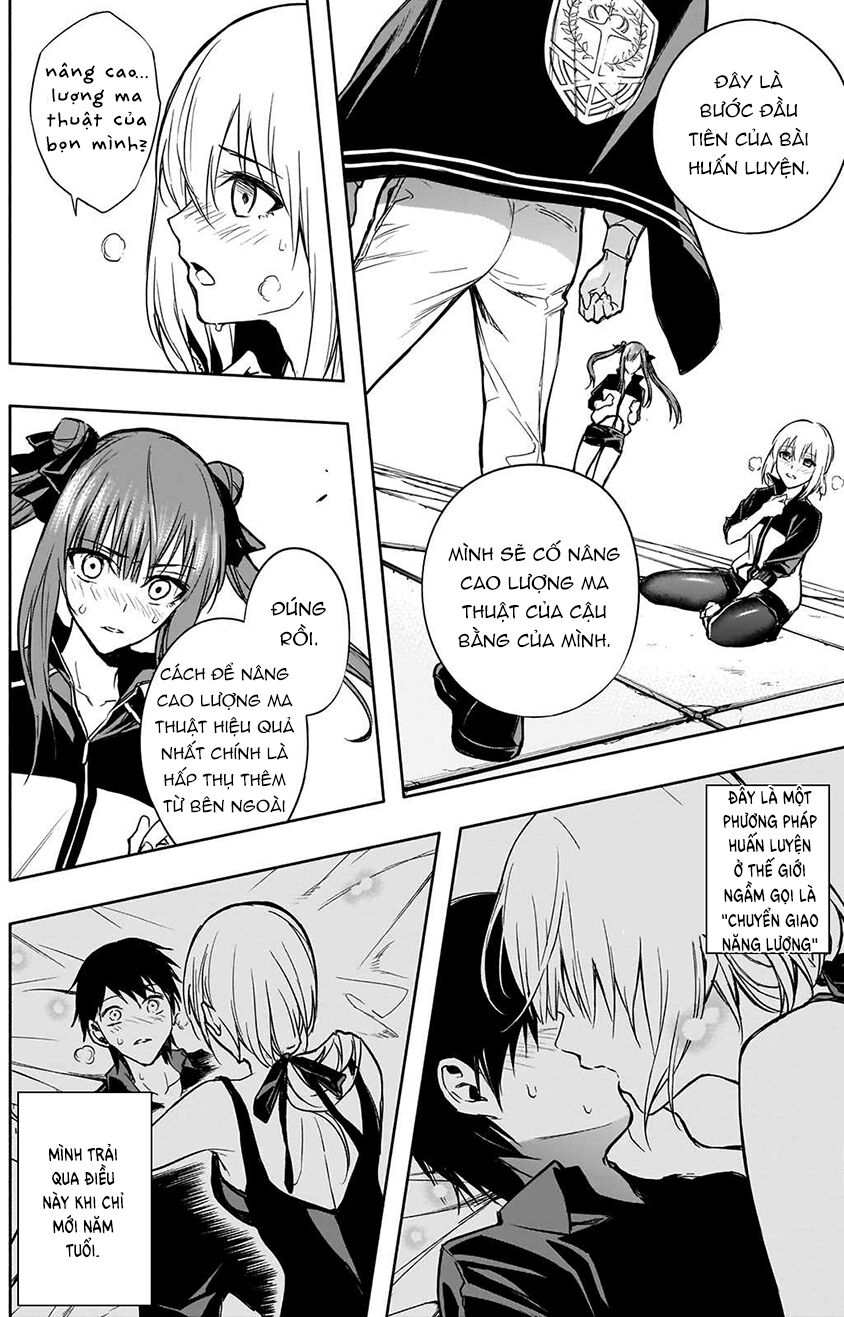 ĐÂY LÀ
BƯỚC ĐẦU
TIÊN CỦA BÀI
HUẤN LUYỆN.
nâng cao...
lượng ma
thuật của
bọn mình?
MÌNH SẼ CỐ NÂNG
CAO LƯỢNG MA
THUẬT CỦA CẬU
BẰNG CỦA MÌNH.
ĐÚNG
RỒI.
CÁCH ĐỂ NÂNG
CAO LƯỢNG MA
THUẬT HIỆU QUẢ
NHẤT CHÍNH LÀ
HẤP THỤ THÊM
TỪ BÊN NGOÀI
ĐÂY LÀ MỘT
PHƯƠNG PHÁP
HUẤN LUYỆN
Ở THẾ GIỚI
NGẦM GỌI LÀ
"CHUYỂN GIAO
NĂNG LƯỢNG"
MÌNH TRẢI
QUA ĐIỀU
NÀY KHI CHỈ
MỚI NĂM
TUỔI.